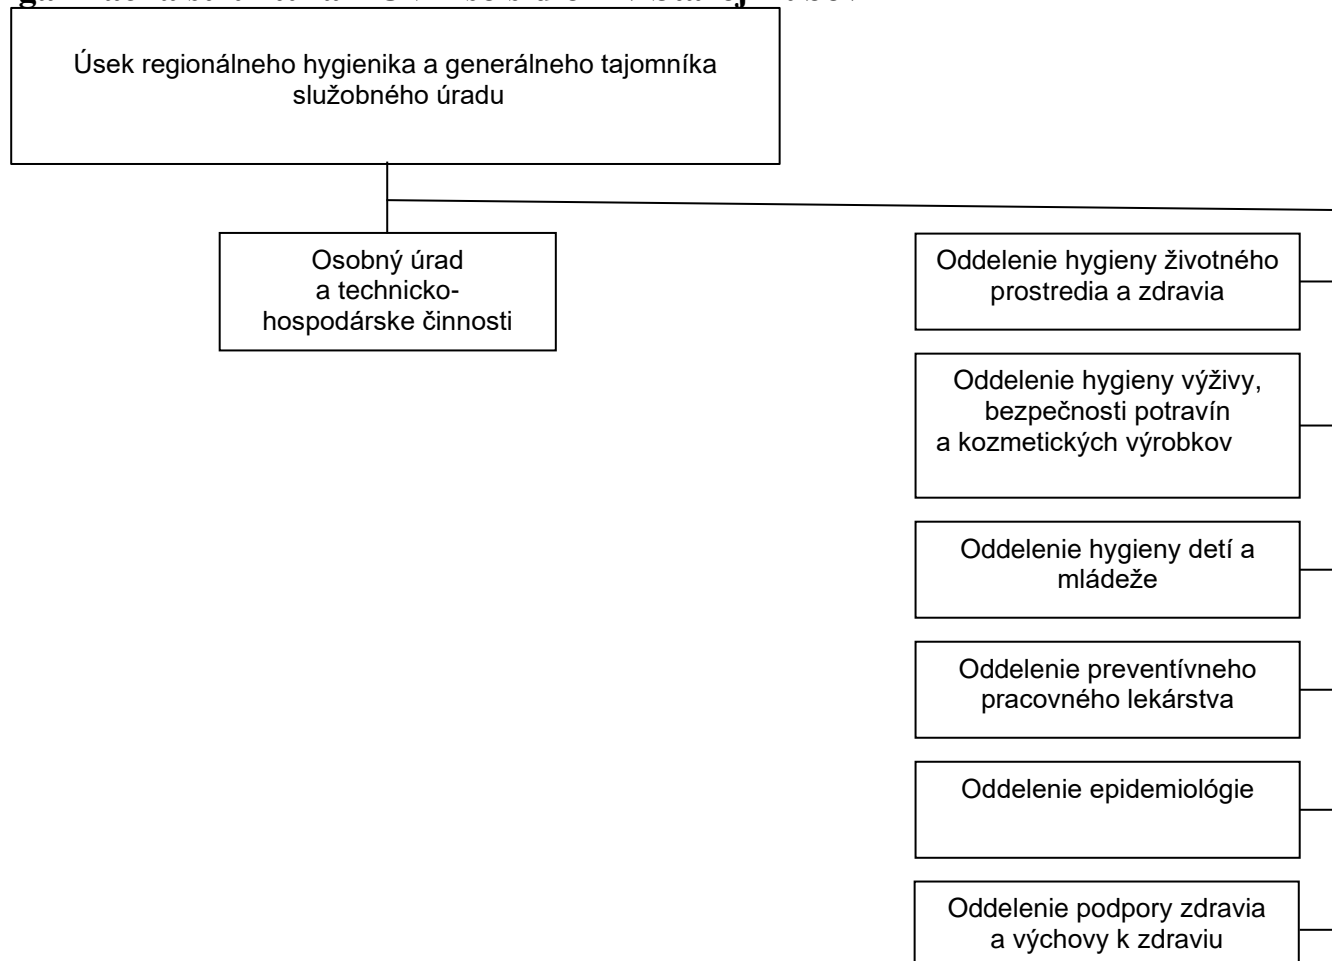 Úsek regionálneho hygienika a generálneho tajomníka
služobného úradu
Osobný úrad
a technicko-
hospodárske činnosti
Oddelenie hygieny životného
prostredia a zdravia
Oddelenie hygieny výživy,
bezpečnosti potravín
a kozmetických výrobkov
Oddelenie hygieny detí a
mládeže
Oddelenie preventívneho
pracovného lekárstva
Oddelenie epidemiológie
Oddelenie podpory zdravia
a výchovy k zdraviu